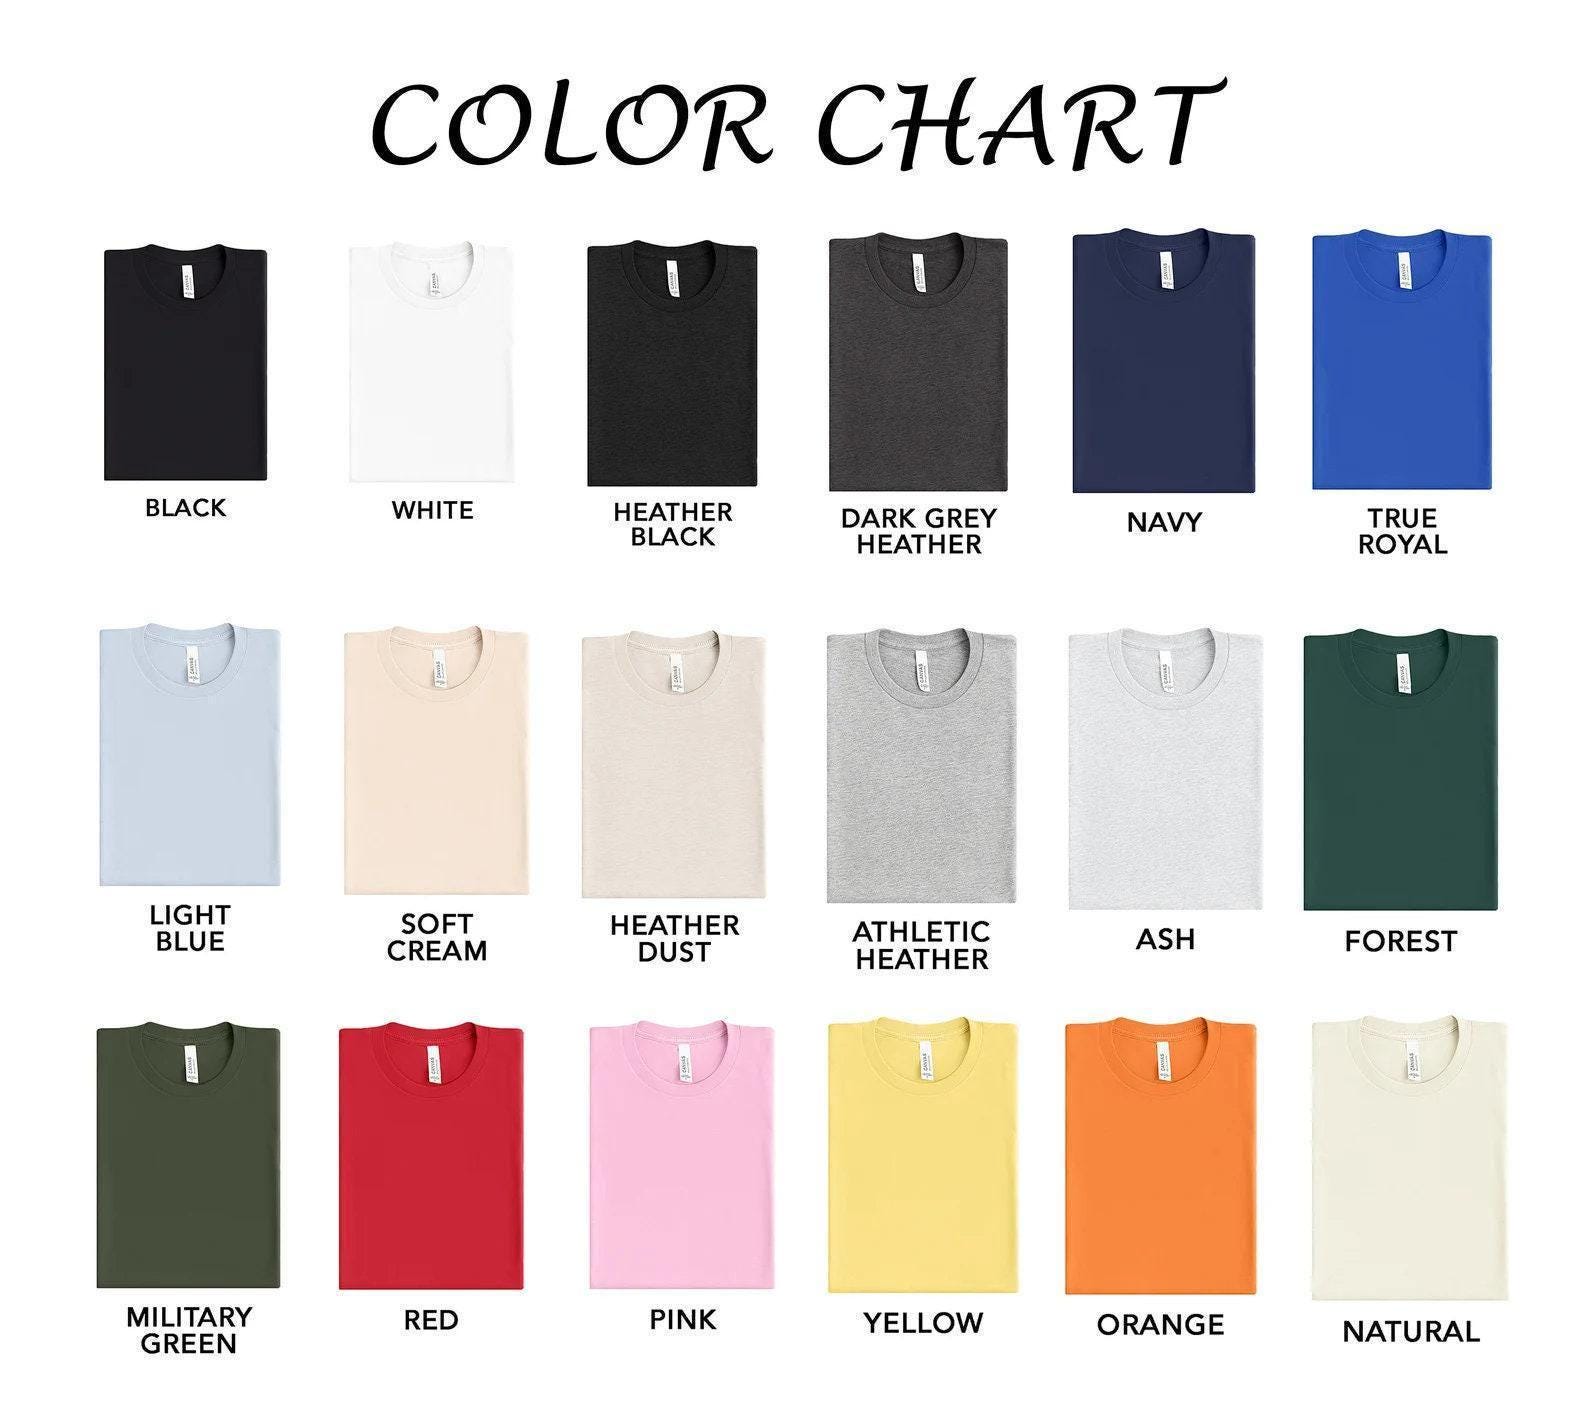 COLOR CHART
BLACK
WHITE
HEATHER
BLACK
DARK GREY
HEATHER
NAVY
TRUE
ROYAL
LIGHT
BLUE
SOFT
CREAM
HEATHER
DUST
ATHLETIC
HEATHER
ASH
FOREST
MILITARY
GREEN
RED
PINK
YELLOW
ORANGE
NATURAL